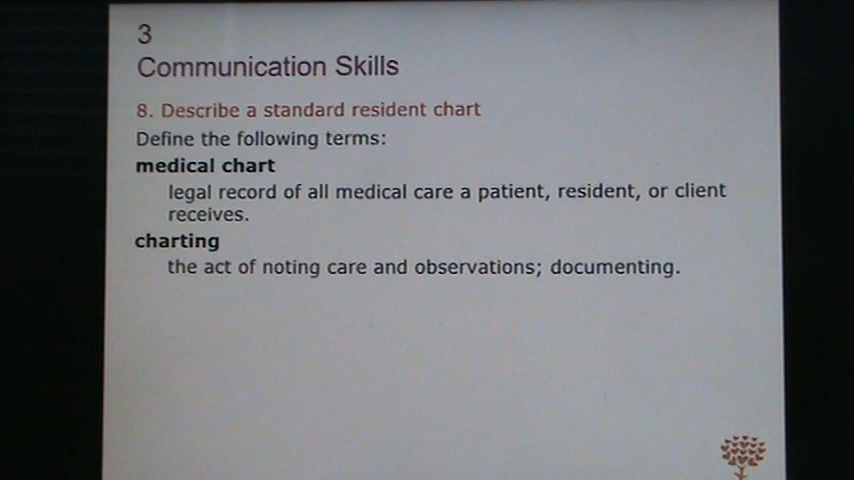 3
Communication Skills
8. Describe a standard resident chart
Define the following terms:
medical chart
legal record of all medical care a patient, resident, or client
receives.
charting
the act of noting care and observations; documenting.